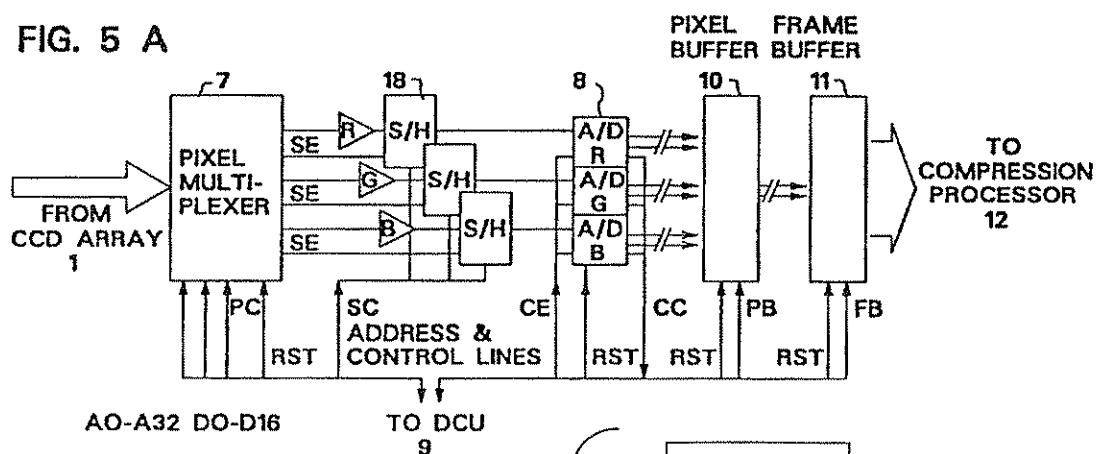 FIG. 5 A
PIXEL BUFFER
FRAME BUFFER
7
18
8
10
11
PIXEL
MULTI-
PLEXER
R
SE
G
SE
B
SE
S/H
S/H
S/H
A/D
R
A/D
G
A/D
B
FROM
CCD ARRAY
1
TO
COMPRESSION
PROCESSOR
12
PC
RST
SC
ADDRESS &
CONTROL LINES
CE
RST
CC
RST
PB
RST
FB
AO-A32 DO-D16
TO DCU
9